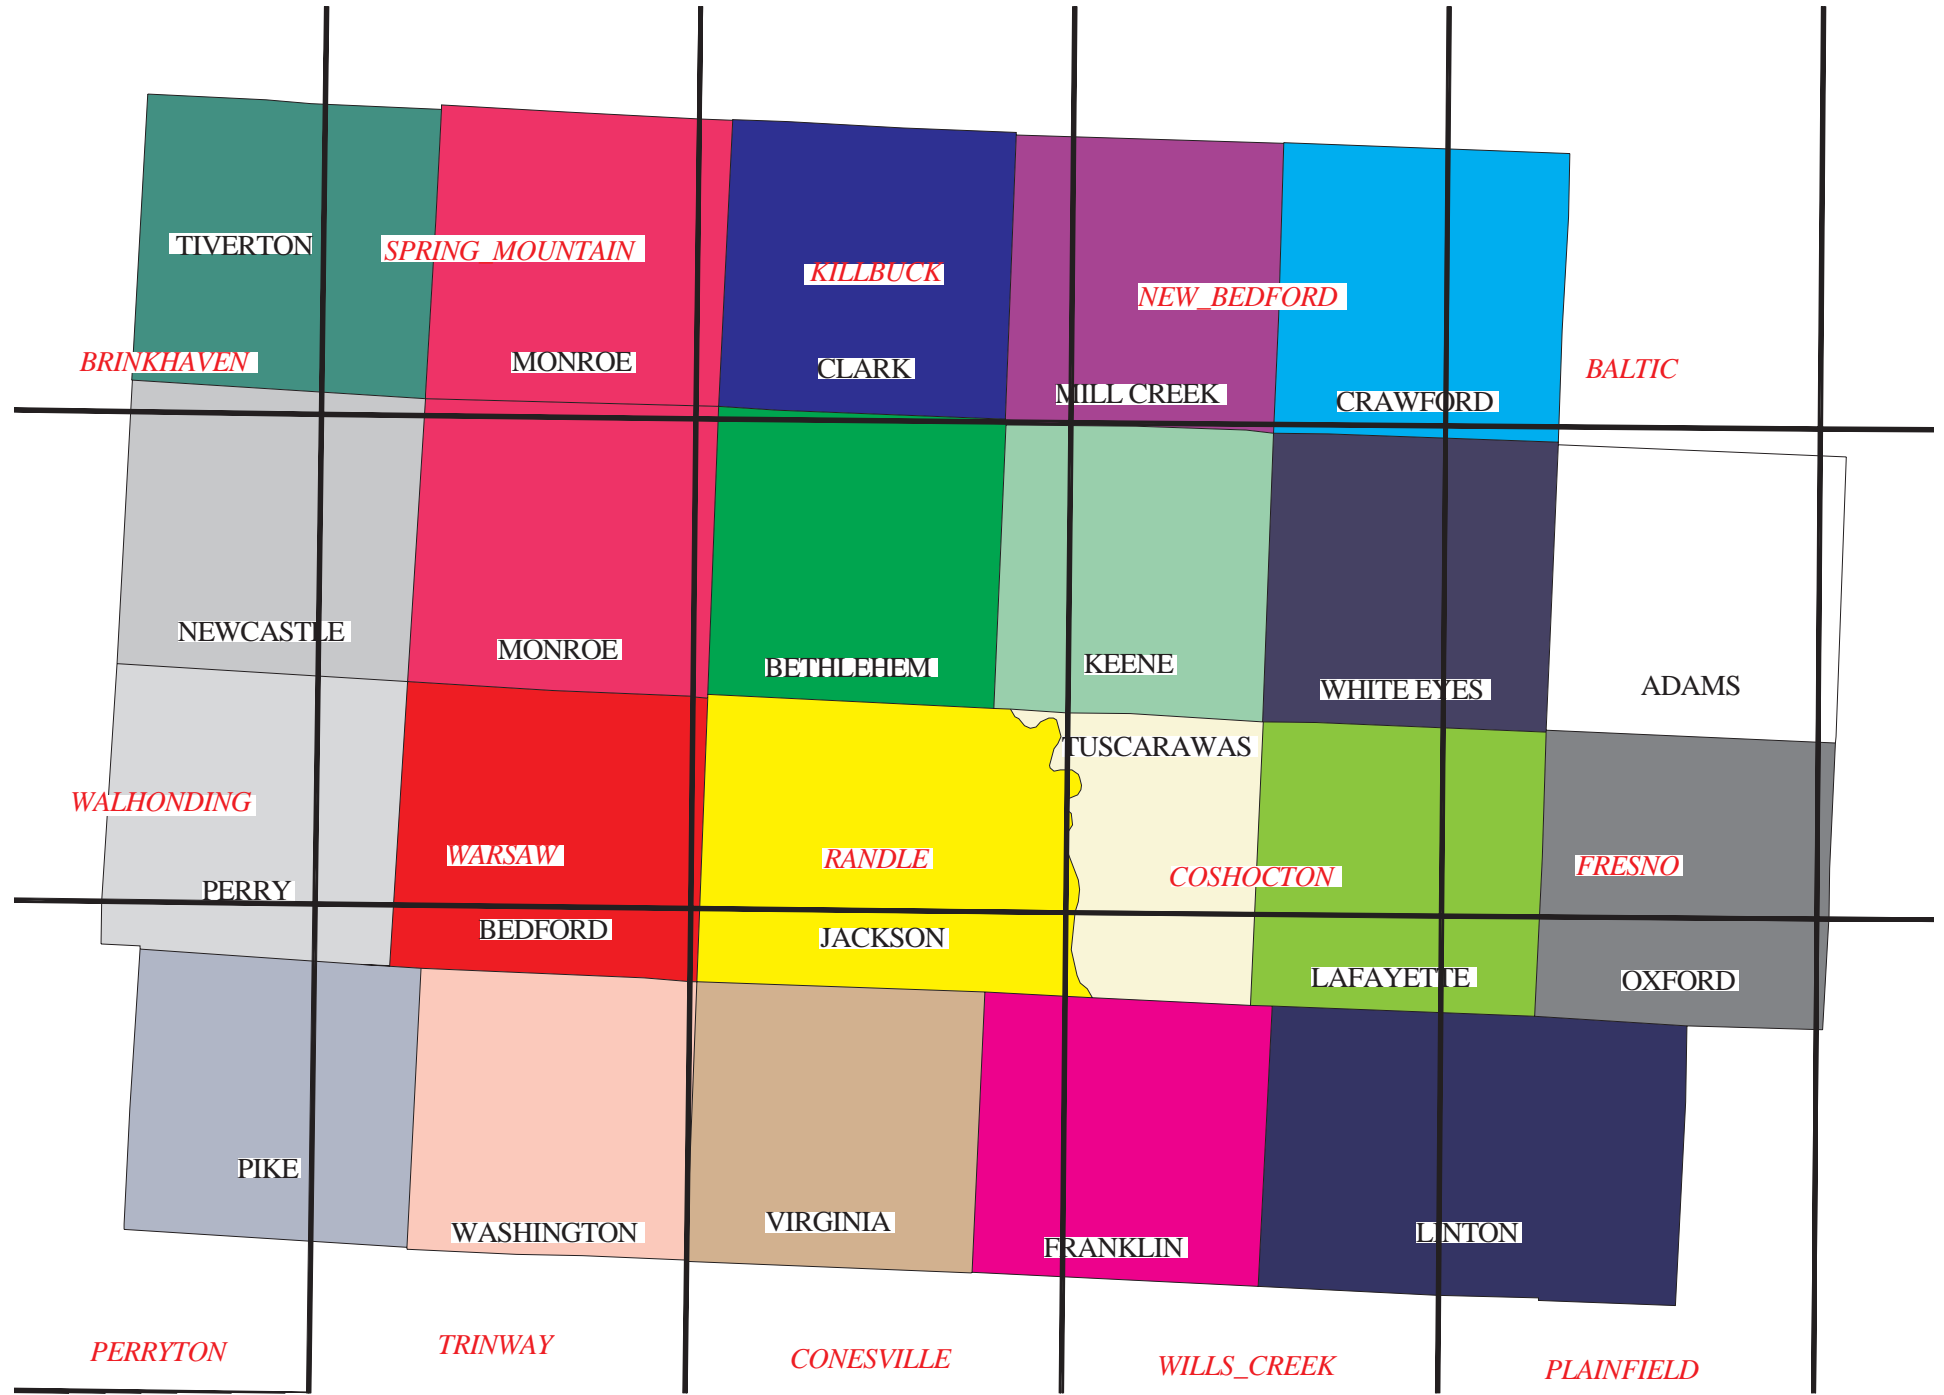 TIVERTON
SPRING_MOUNTAIN
KILLBUCK
NEW_BEDFORD
BRINKHAVEN
MONROE
CLARK
MILL CREEK
CRAWFORD
BALTIC
NEWCASTLE
MONROE
BETHLEHEM
KEENE
WHITE EYES
ADAMS
TUSCARAWAS
WALHONDING
WARSAW
RANDLE
COSHOCTON
FRESNO
PERRY
BEDFORD
JACKSON
LAFAYETTE
OXFORD
PIKE
WASHINGTON
VIRGINIA
FRANKLIN
LINTON
PERRYTON
TRINWAY
CONESVILLE
WILLS_CREEK
PLAINFIELD